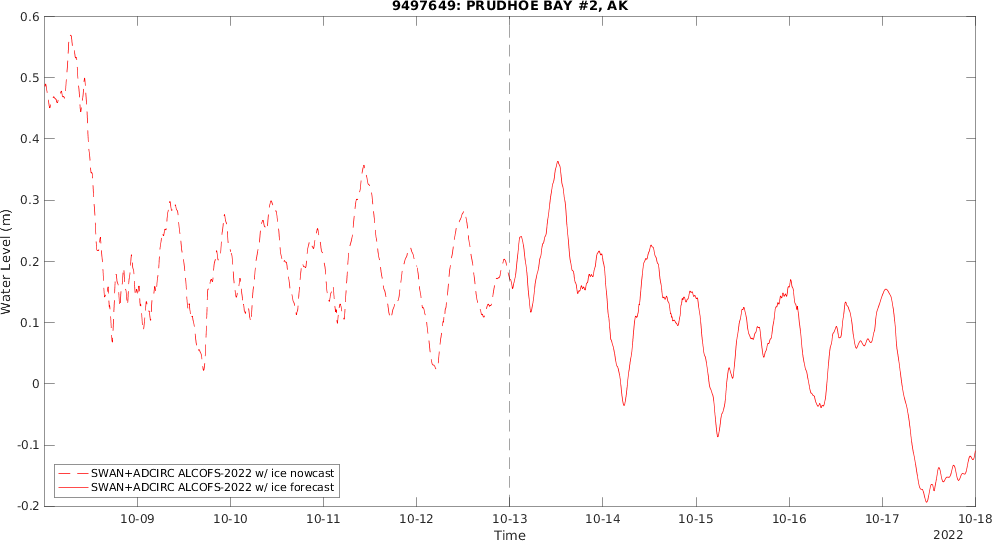 9497649: PRUDHOE BAY #2, AK
0.6
0.5
0.4
0.3
0.2
0.1
0
-0.1
-0.2
Water Level (m)
SWAN+ADCIRC ALCOFS-2022 w/ ice nowcast
SWAN+ADCIRC ALCOFS-2022 w/ ice forecast
10-09 10-10 10-11 10-12 10-13 10-14 10-15 10-16 10-17 10-18
Time
2022